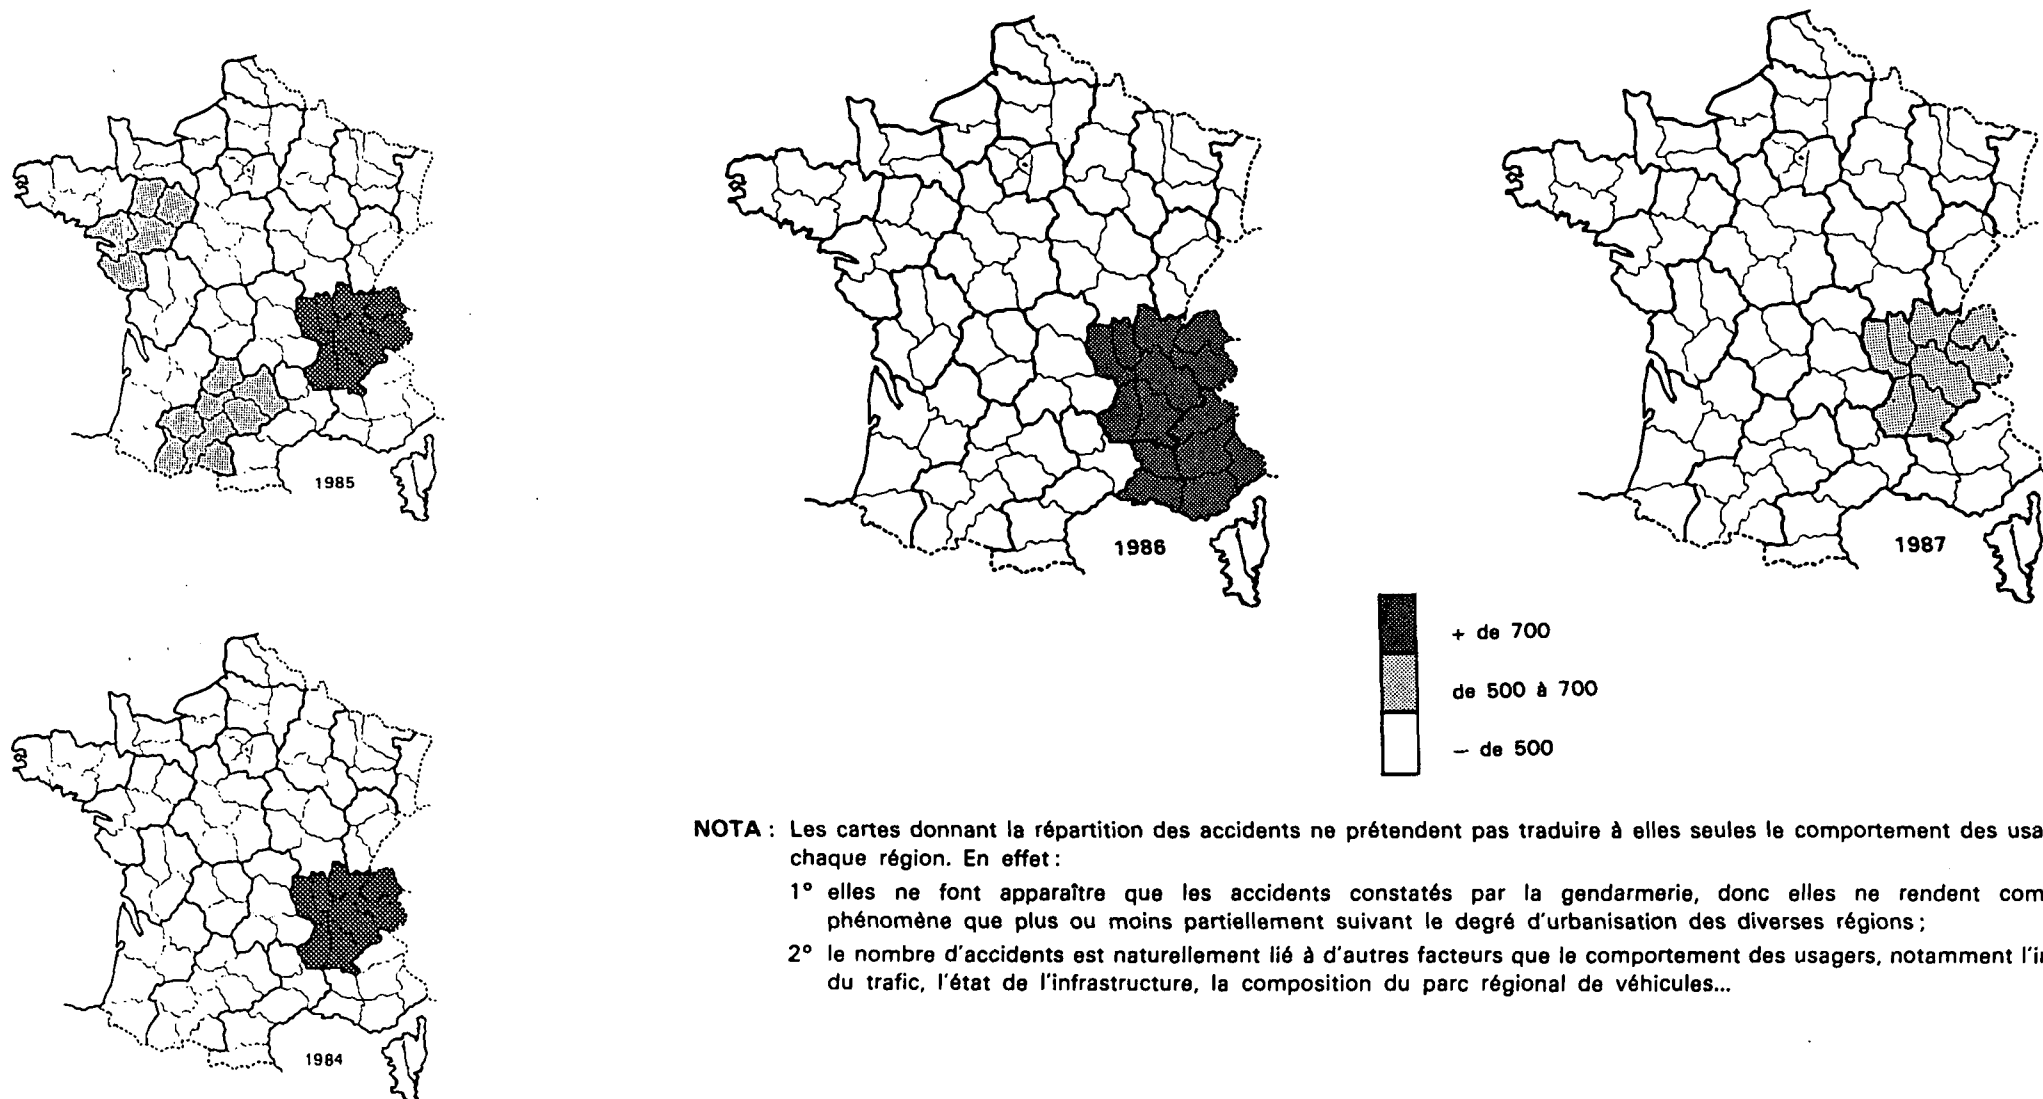 1985
1986
1987
+ de 700
de 500 à 700
— de 500
1984
NOTA : Les cartes donnant la répartition des accidents ne prétendent pas traduire à elles seules le comportement des
chaque région. En effet :
1° elles ne font apparaître que les accidents constatés par la gendarmerie, donc elles ne rendent
phénomène que plus ou moins partiellement suivant le degré d'urbanisation des diverses régions ;
2° le nombre d'accidents est naturellement lié à d'autres facteurs que le comportement des usagers, notamment
du trafic, l'état de l'infrastructure, la composition du parc régional de véhicules...